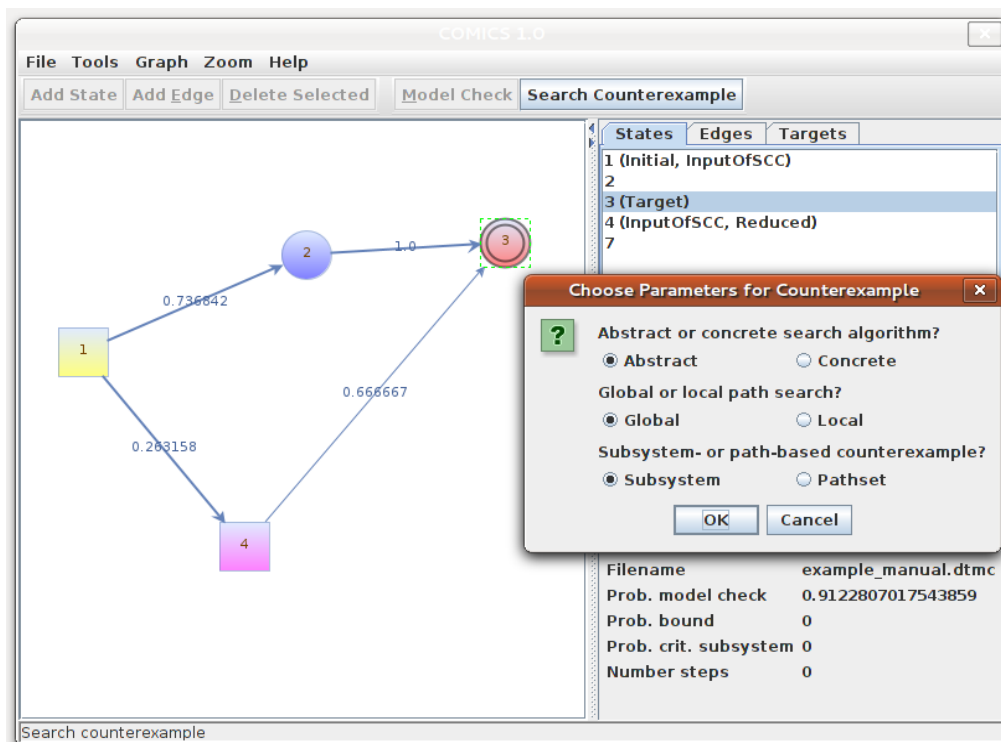 COMICS 1.0
File Tools Graph Zoom Help
Add State Add Edge Delete Selected Model Check Search Counterexample
States Edges Targets
1 (Initial, InputOfSCC)
2
3 (Target)
4 (InputOfSCC, Reduced)
7
1
2
3
4
0.736842
1.0
0.263158
0.666667
Choose Parameters for Counterexample
Abstract or concrete search algorithm?
Abstract Concrete
Global or local path search?
Global Local
Subsystem- or path-based counterexample?
Subsystem Pathset
OK Cancel
Filename example_manual.dtmc
Prob. model check 0.9122807017543859
Prob. bound 0
Prob. crit. subsystem 0
Number steps 0
Search counterexample